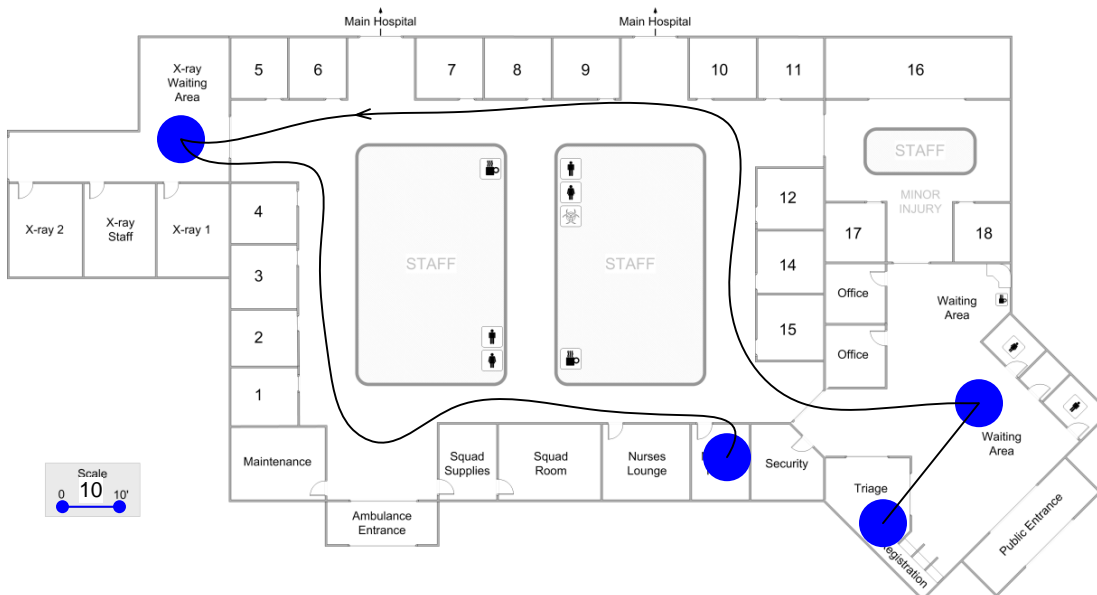 Main Hospital
Main Hospital
X-ray
Waiting
Area
5
6
7
8
9
10
11
16
STAFF
MINOR
INJURY
X-ray 2
X-ray
Staff
X-ray 1
4
3
2
1
STAFF
STAFF
12
14
15
17
18
Office
Office
Waiting
Area
Waiting
Area
Maintenance
Squad
Supplies
Squad
Room
Nurses
Lounge
Security
Triage
Registration
Public Entrance
Ambulance
Entrance
Scale
0
10
10'